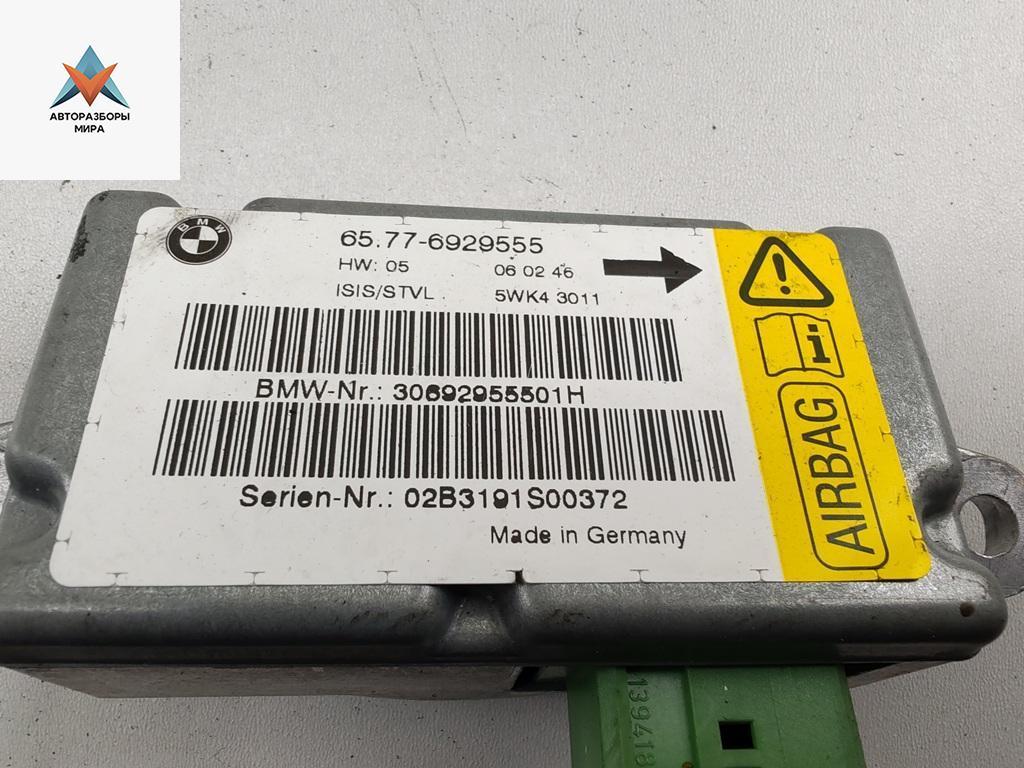 АВТОРАЗБОРЫ
МИРА
BMW
65.77-6929555
HW: 05 06 02 46
ISIS/STVL 5WK4 3011
BMW-Nr.: 30692955501H
Serien-Nr.: 02B3191S00372
Made in Germany
AIRBAG
139418